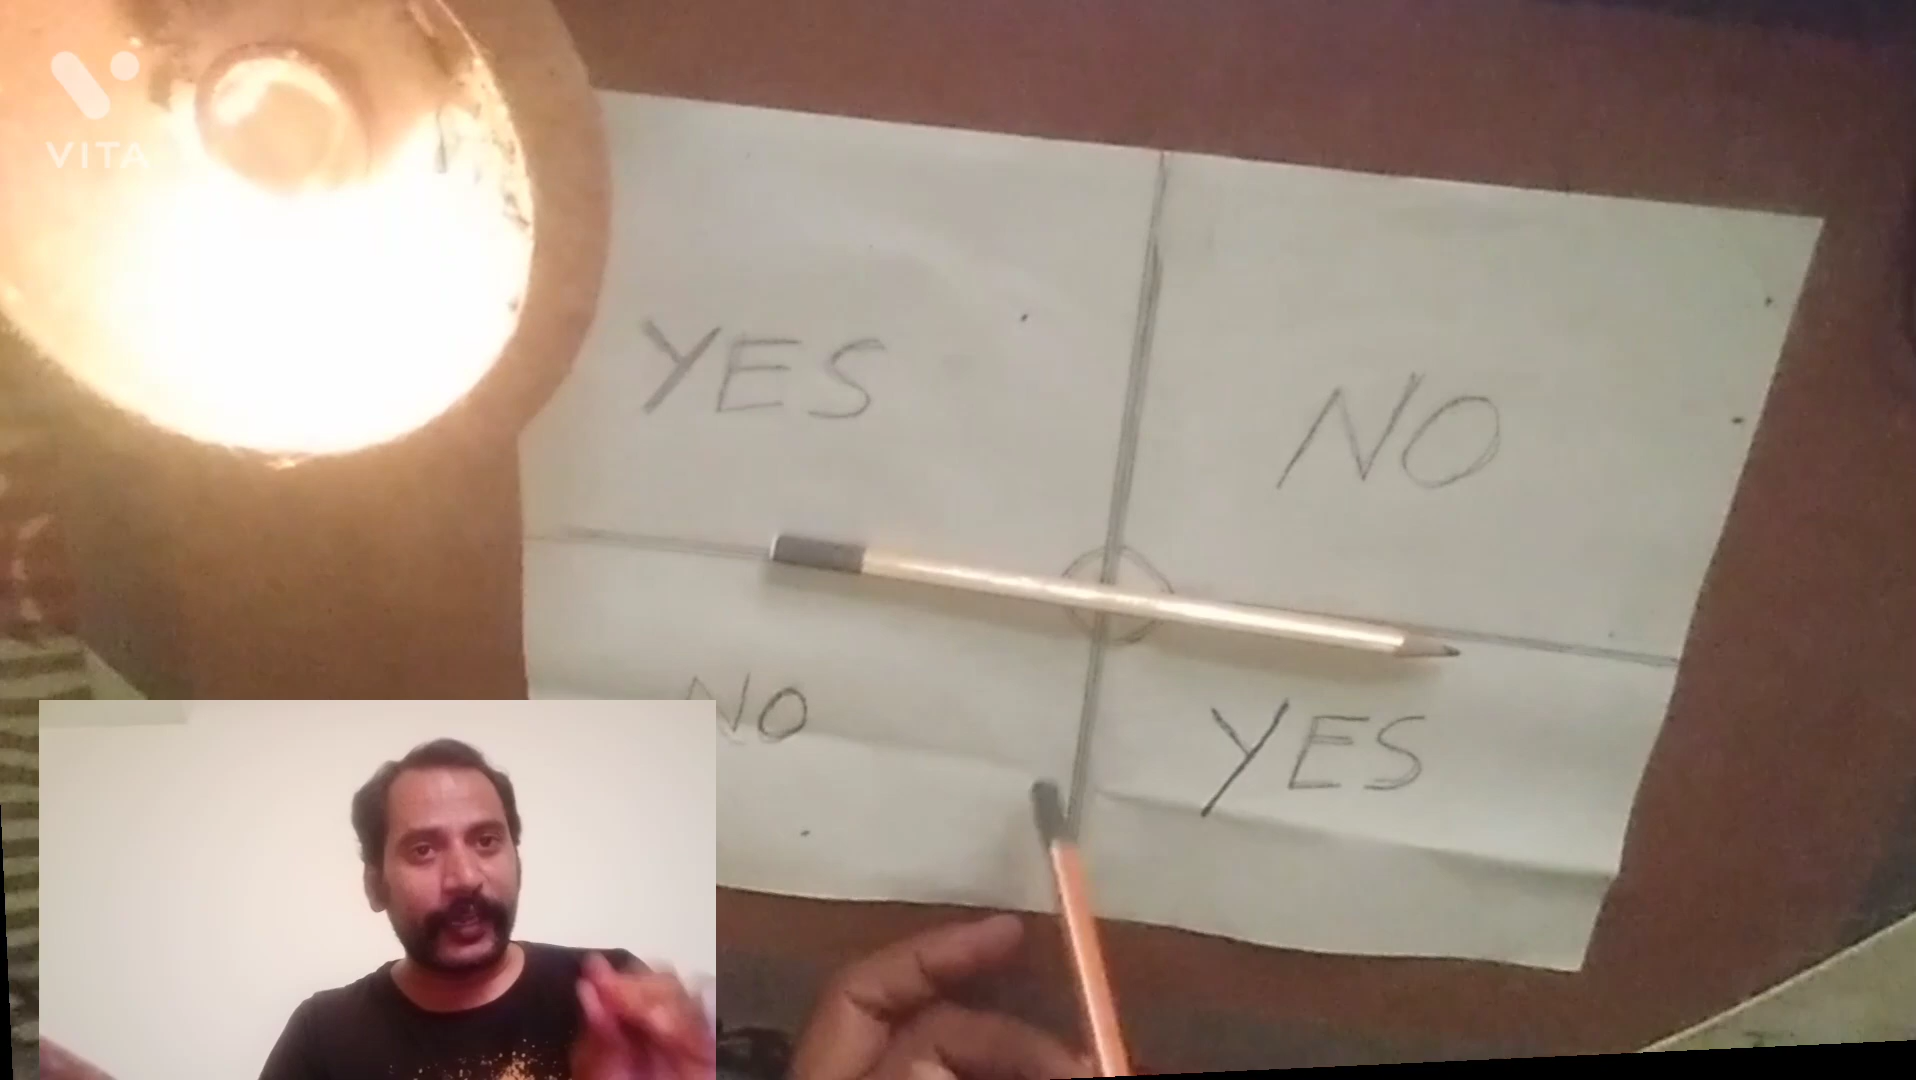 VITA
YES
NO
NO
YES